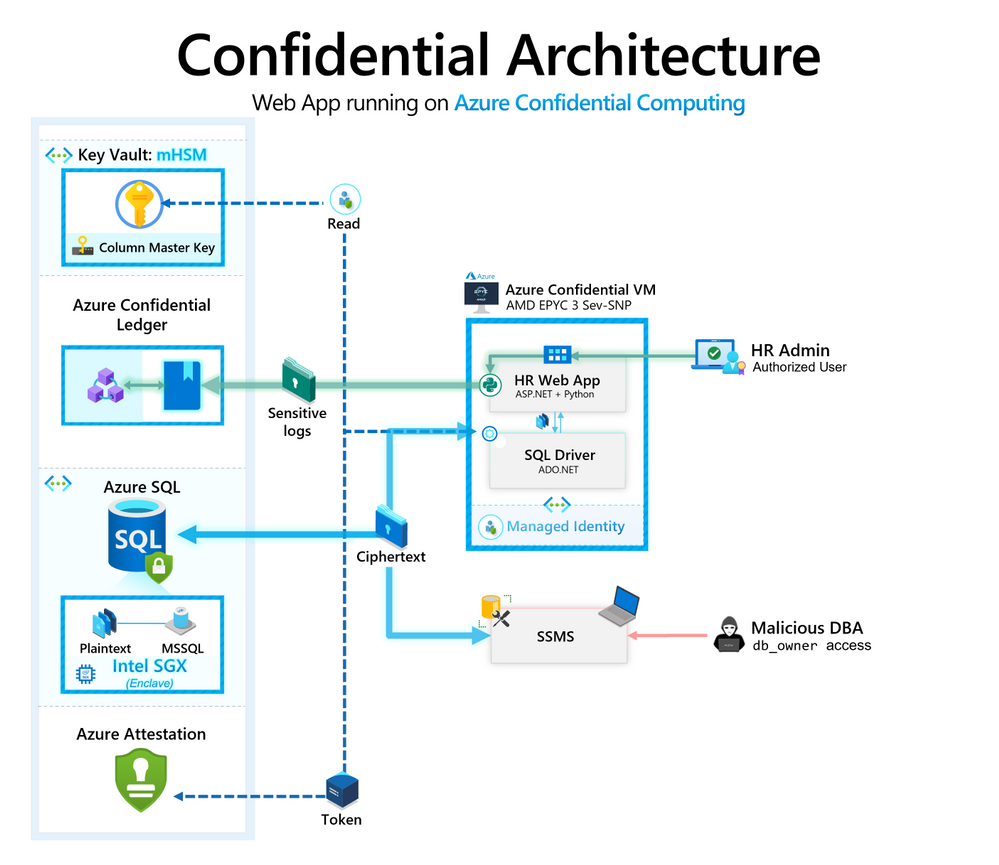 Confidential Architecture
Web App running on Azure Confidential Computing
Key Vault: mHSM
Column Master Key
Read
Azure Confidential
Ledger
Sensitive
logs
Azure
Azure Confidential VM
AMD EPYC 3 Sev-SNP
HR Web App
ASP.NET + Python
SQL Driver
ADO.NET
Managed Identity
HR Admin
Authorized User
Azure SQL
SQL
Plaintext
MSSQL
Intel SGX
(Enclave)
Ciphertext
SSMS
Malicious DBA
db_owner access
Azure Attestation
Token